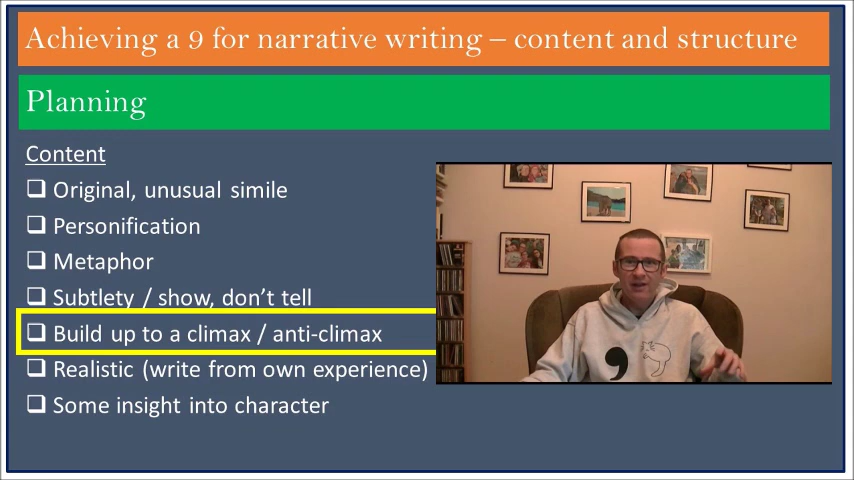 Achieving a 9 for narrative writing – content and structure
Planning
Content
❑ Original, unusual simile
❑ Personification
❑ Metaphor
❑ Subtlety / show, don’t tell
❑ Build up to a climax / anti-climax
❑ Realistic (write from own experience)
❑ Some insight into character